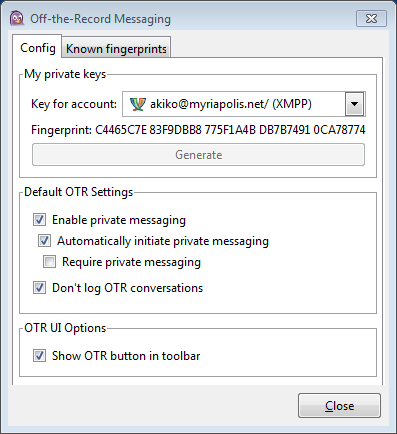 Off-the-Record Messaging
Config
Known fingerprints
My private keys
Key for account:
akiko@myriapolis.net/ (XMPP)
Fingerprint: C4465C7E 83F9DBB8 775F1A4B DB7B7491 0CA78774
Generate
Default OTR Settings
Enable private messaging
Automatically initiate private messaging
Require private messaging
Don't log OTR conversations
OTR UI Options
Show OTR button in toolbar
Close